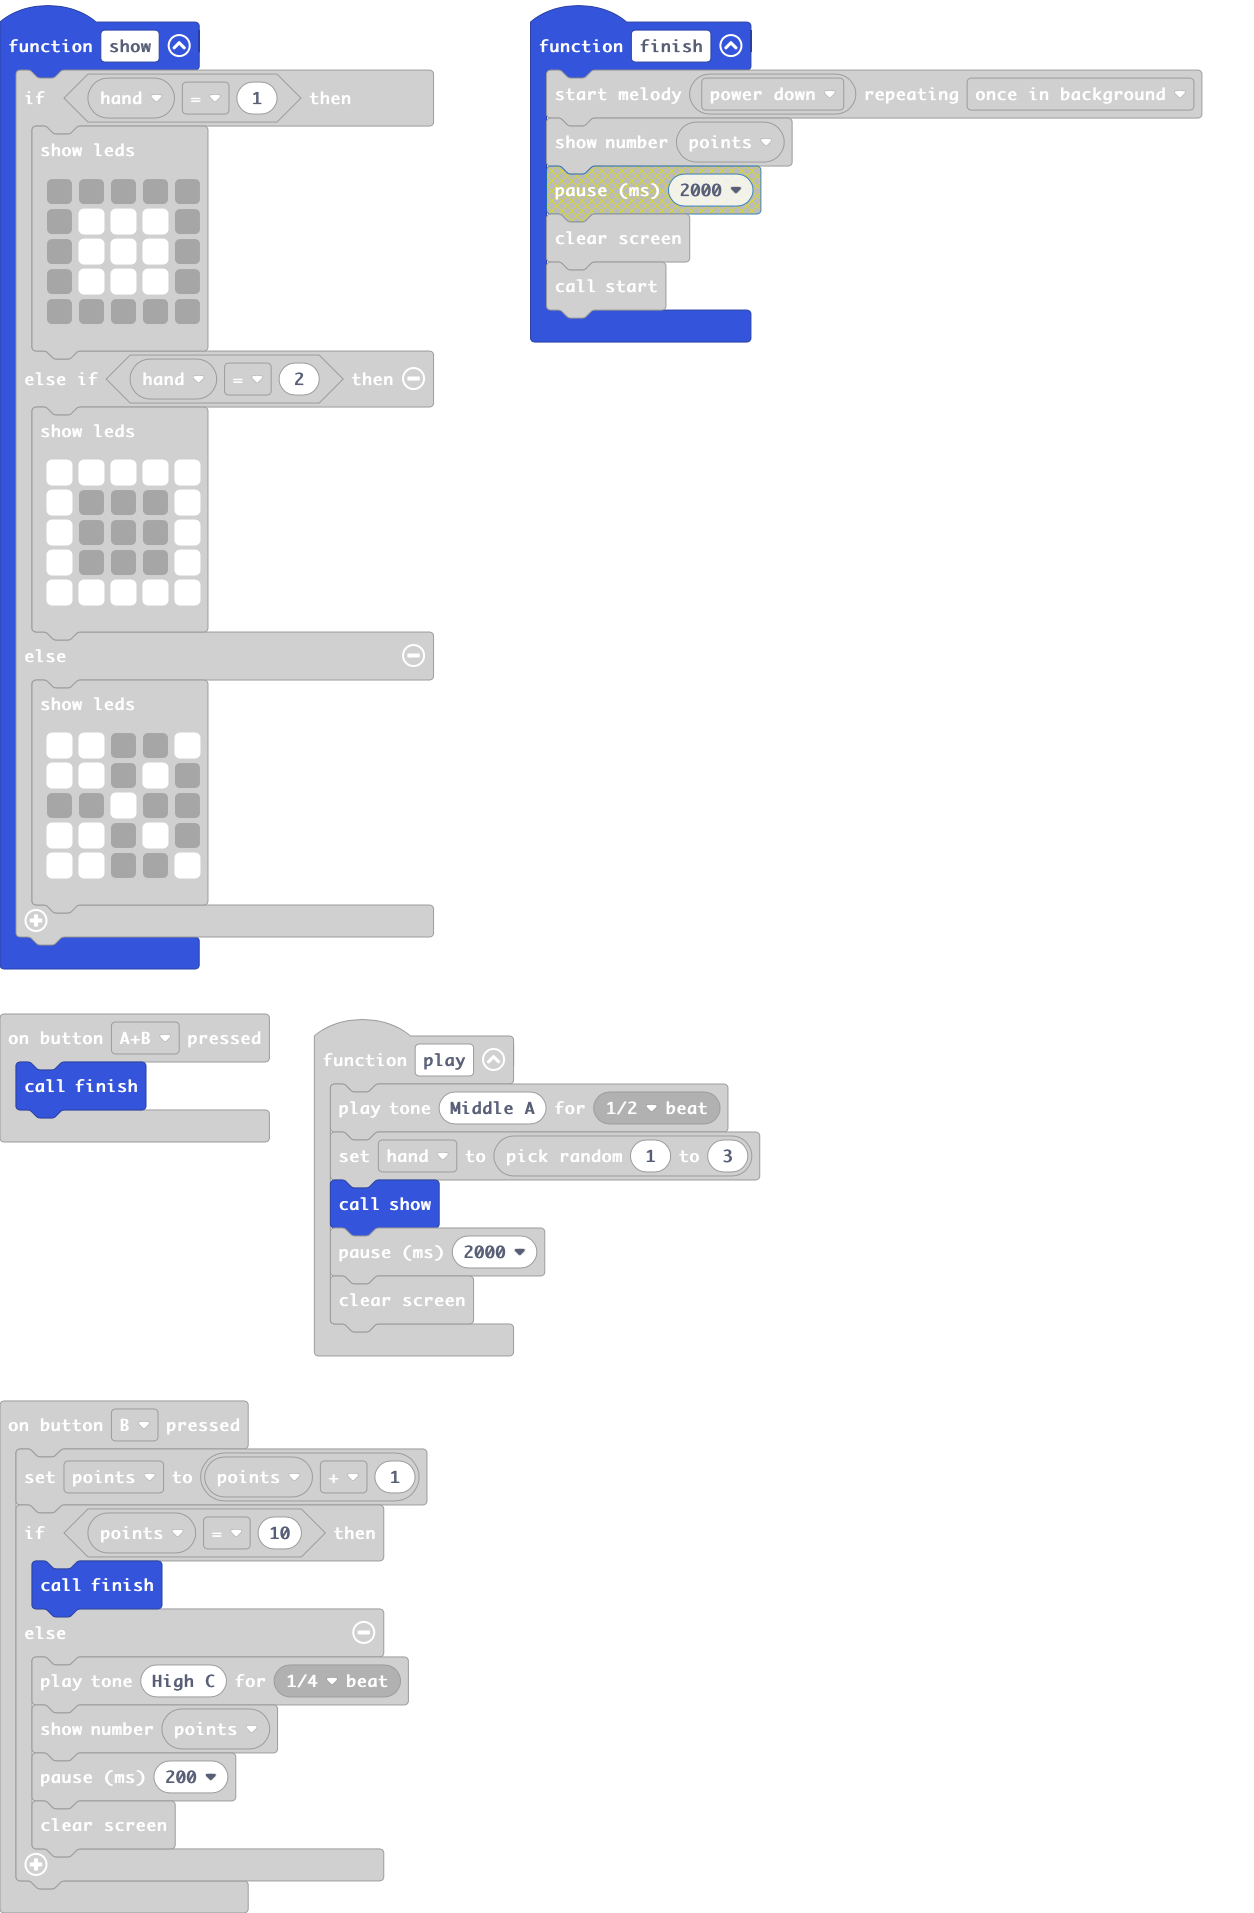 function show
if hand = 1 then
show leds
else if hand = 2 then
show leds
else
show leds
function finish
start melody power down repeating once in background
show number points
pause (ms) 2000
clear screen
call start
on button A+B pressed
call finish
function play
play tone Middle A for 1/2 beat
set hand to pick random 1 to 3
call show
pause (ms) 2000
clear screen
on button B pressed
set points to points + 1
if points = 10 then
call finish
else
play tone High C for 1/4 beat
show number points
pause (ms) 200
clear screen